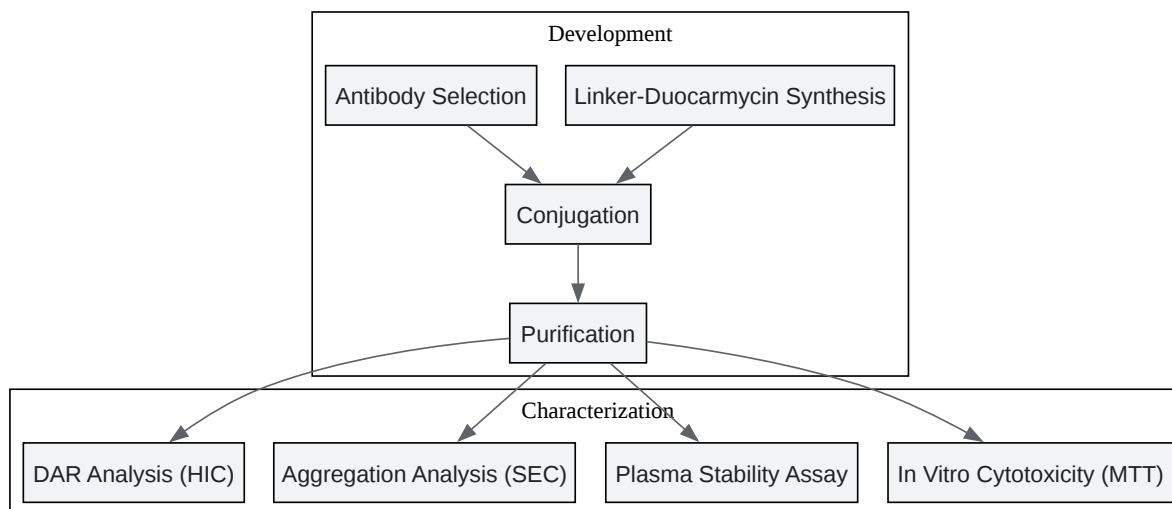 Development
Antibody Selection
Linker-Duocarmycin Synthesis
Conjugation
Purification
Characterization
DAR Analysis (HIC)
Aggregation Analysis (SEC)
Plasma Stability Assay
In Vitro Cytotoxicity (MTT)